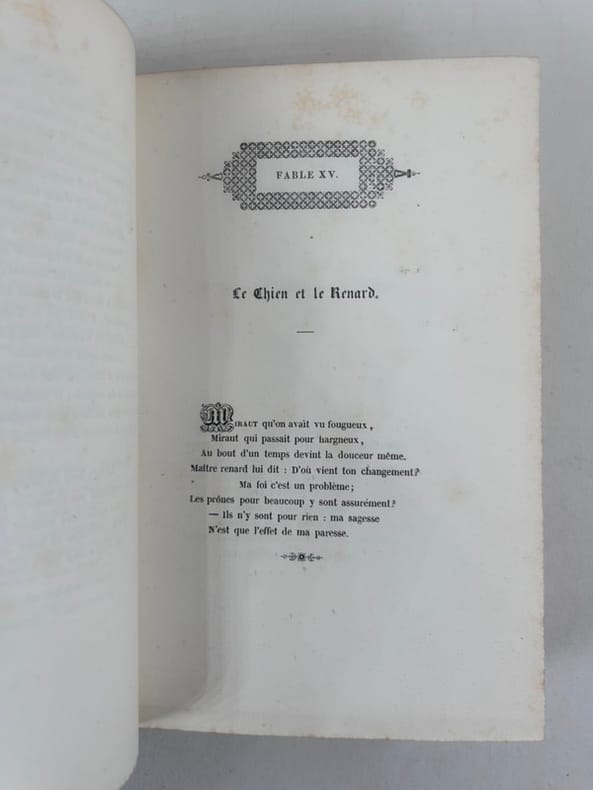 FABLE XV.
Le Chien et le Renard.
MIRAUT qu'on avait vu fougueux,
Miraut qui passait pour hargneux,
Au bout d'un temps devint la douceur même.
Maître renard lui dit : D'où vient ton changement?
Ma foi c'est un problème;
Les prônes pour beaucoup y sont assurément?
— Ils n'y sont pour rien : ma sagesse
N'est que l'effet de ma paresse.